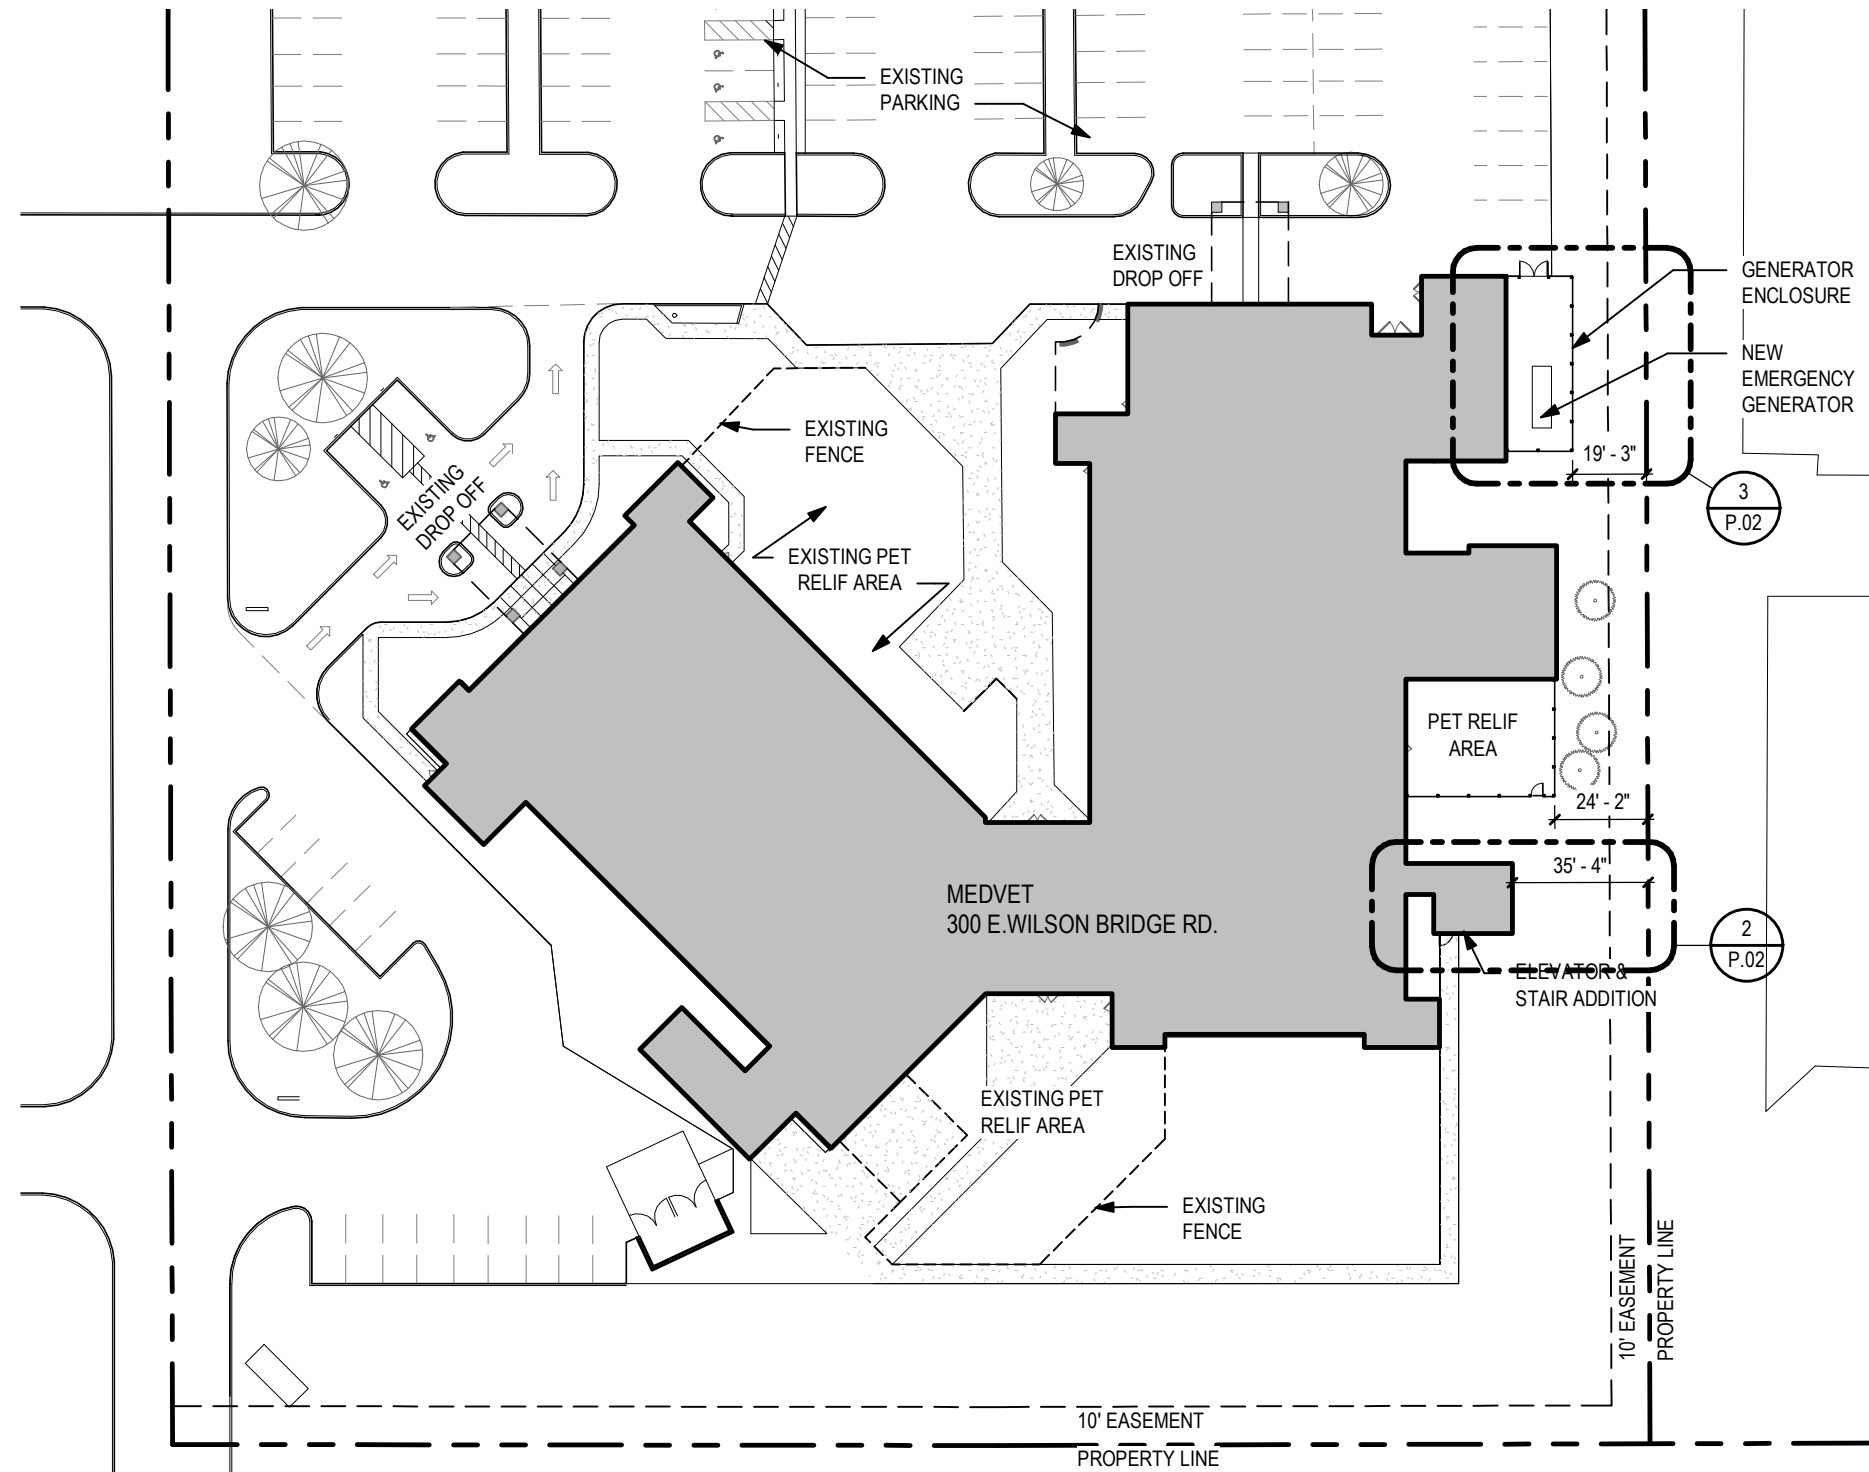 EXISTING
PARKING
EXISTING
DROP OFF
GENERATOR
ENCLOSURE
NEW
EMERGENCY
GENERATOR
EXISTING
FENCE
19' - 3"
EXISTING
DROP OFF
3
P.02
EXISTING PET
RELIF AREA
PET RELIF
AREA
24' - 2"
35' - 4"
MEDVET
300 E.WILSON BRIDGE RD.
2
P.02
ELEVATOR &
STAIR ADDITION
EXISTING PET
RELIF AREA
EXISTING
FENCE
10' EASEMENT
PROPERTY LINE
10' EASEMENT
PROPERTY LINE